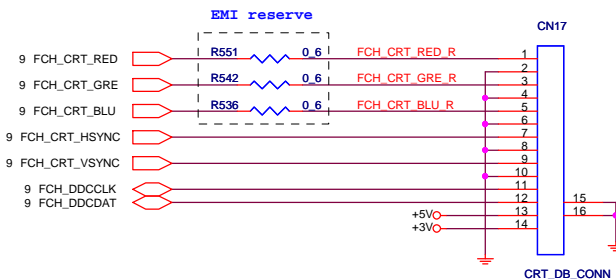 EMI reserve
CN17
9 FCH_CRT_RED R551 0_6 FCH_CRT_RED_R 1
2
9 FCH_CRT_GRE R542 0_6 FCH_CRT_GRE_R 3
4
9 FCH_CRT_BLU R536 0_6 FCH_CRT_BLU_R 5
6
9 FCH_CRT_HSYNC 7
8
9 FCH_CRT_VSYNC 9
10
9 FCH_DDCCLK 11
9 FCH_DDCDAT 12 15
+5V 13 16
+3V 14
CRT_DB_CONN